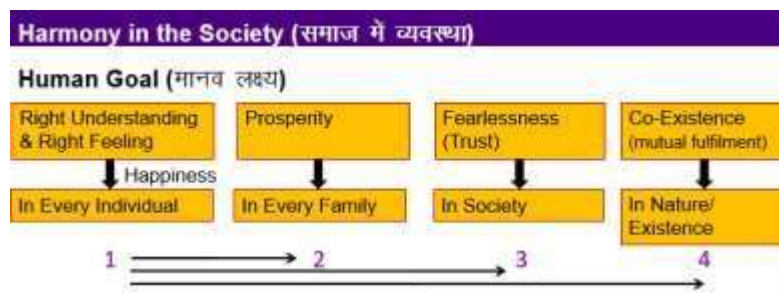 Harmony in the Society (समाज में व्यवस्था)
Human Goal (मानव लक्ष्य)
Right Understanding
& Right Feeling
Prosperity
Fearlessness
(Trust)
Co-Existence
(mutual fulfilment)
Happiness
In Every Individual
In Every Family
In Society
In Nature/
Existence
1
2
3
4